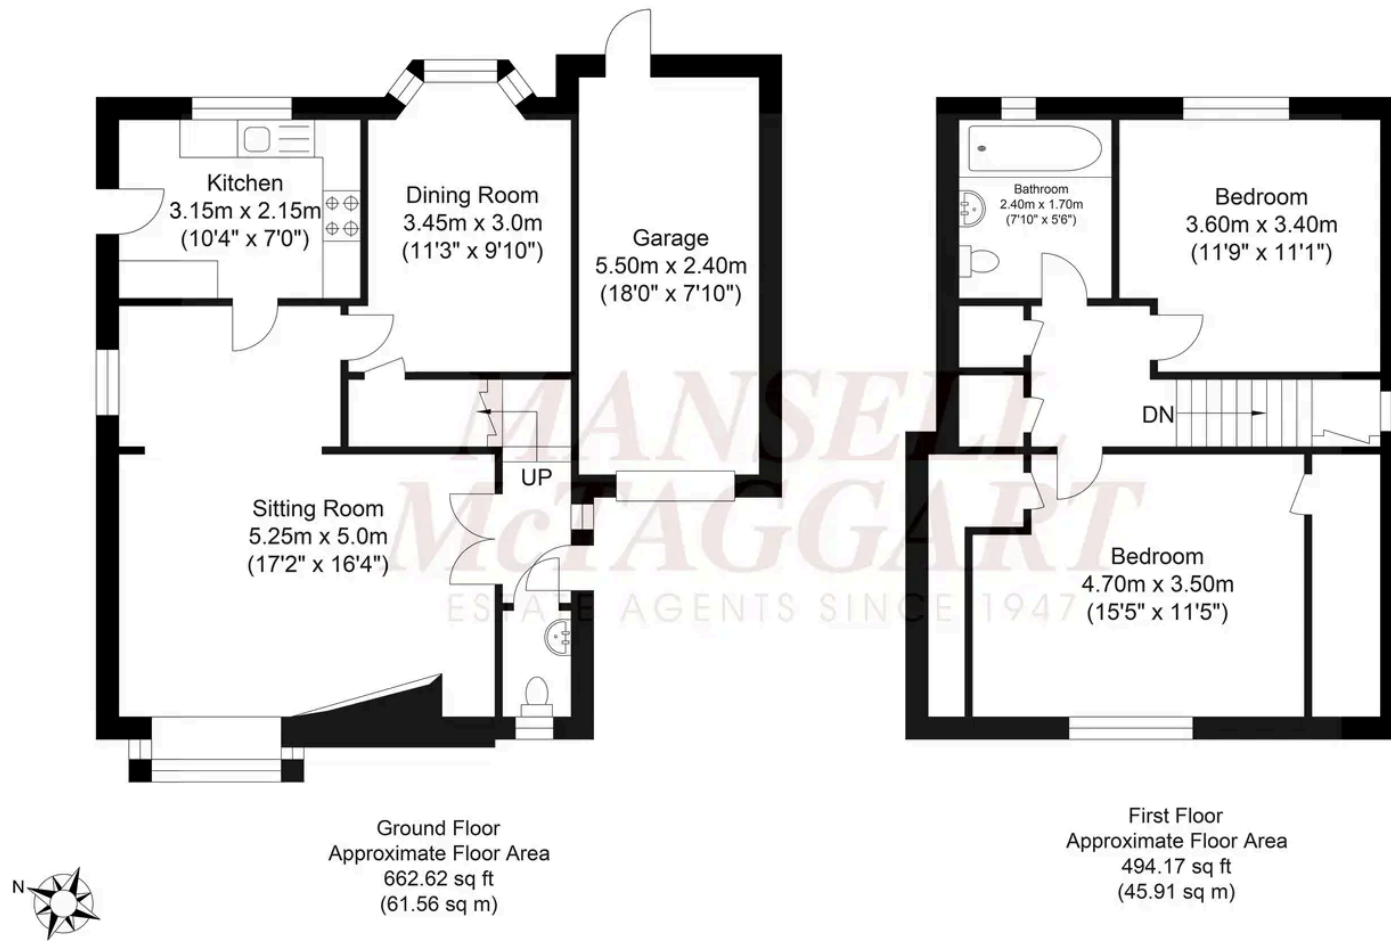 Kitchen
3.15m x 2.15m
(10'4" x 7'0")
Dining Room
3.45m x 3.0m
(11'3" x 9'10")
Garage
5.50m x 2.40m
(18'0" x 7'10")
UP
Sitting Room
5.25m x 5.0m
(17'2" x 16'4")
Bathroom
2.40m x 1.70m
(7'10" x 5'6")
Bedroom
3.60m x 3.40m
(11'9" x 11'1")
DN
Bedroom
4.70m x 3.50m
(15'5" x 11'5")
MANSELL
McTAGGART
ESTATE AGENTS SINCE 1947
Ground Floor
Approximate Floor Area
662.62 sq ft
(61.56 sq m)
First Floor
Approximate Floor Area
494.17 sq ft
(45.91 sq m)
N